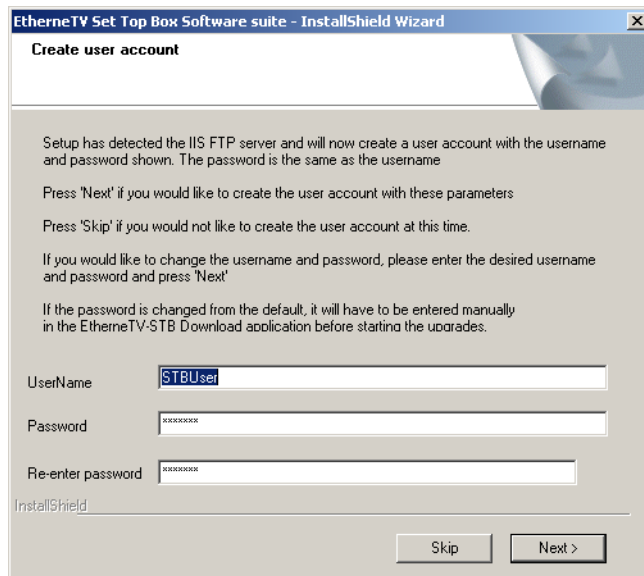 EtherneTV Set Top Box Software suite - InstallShield Wizard
Create user account
Setup has detected the IIS FTP server and will now create a user account with the username
and password shown. The password is the same as the username
Press 'Next' if you would like to create the user account with these parameters
Press 'Skip' if you would not like to create the user account at this time.
If you would like to change the username and password, please enter the desired username
and password and press 'Next'
If the password is changed from the default, it will have to be entered manually
in the EtherneTV-STB Download application before starting the upgrades.
UserName
STBUser
Password
*******
Re-enter password
*******
InstallShield
Skip
Next >